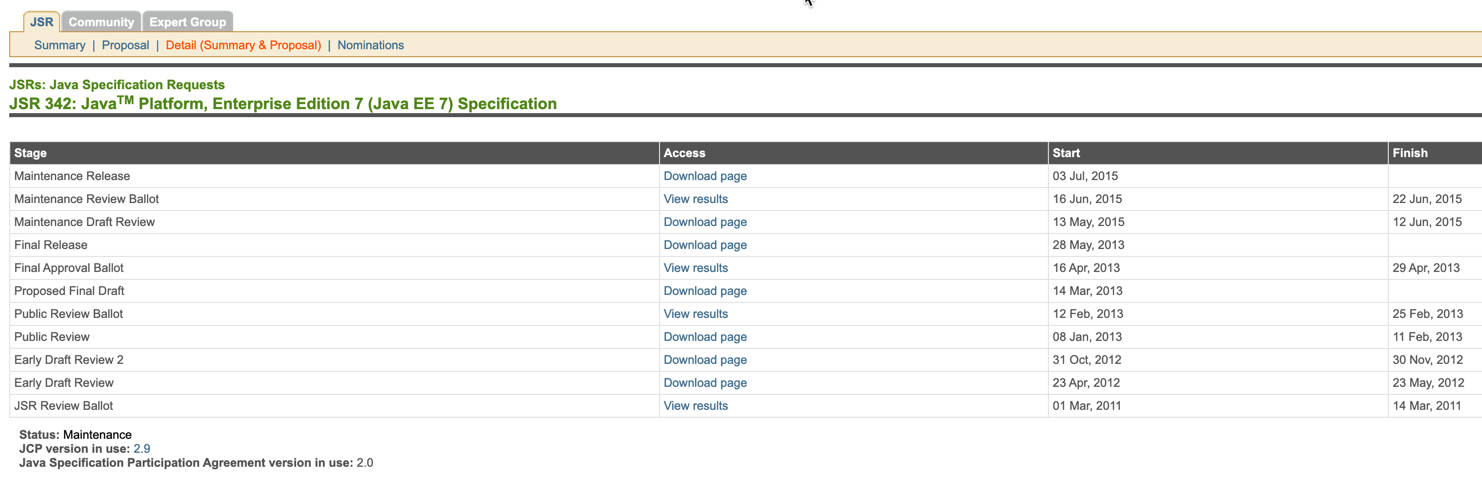 JSR Community Expert Group
Summary | Proposal | Detail (Summary & Proposal) | Nominations
JSRs: Java Specification Requests
JSR 342: Java™ Platform, Enterprise Edition 7 (Java EE 7) Specification
Stage Access Start Finish
Maintenance Release Download page 03 Jul, 2015
Maintenance Review Ballot View results 16 Jun, 2015 22 Jun, 2015
Maintenance Draft Review Download page 13 May, 2015 12 Jun, 2015
Final Release Download page 28 May, 2013
Final Approval Ballot View results 16 Apr, 2013 29 Apr, 2013
Proposed Final Draft Download page 14 Mar, 2013
Public Review Ballot View results 12 Feb, 2013 25 Feb, 2013
Public Review Download page 08 Jan, 2013 11 Feb, 2013
Early Draft Review 2 Download page 31 Oct, 2012 30 Nov, 2012
Early Draft Review Download page 23 Apr, 2012 23 May, 2012
JSR Review Ballot View results 01 Mar, 2011 14 Mar, 2011
Status: Maintenance
JCP version in use: 2.9
Java Specification Participation Agreement version in use: 2.0